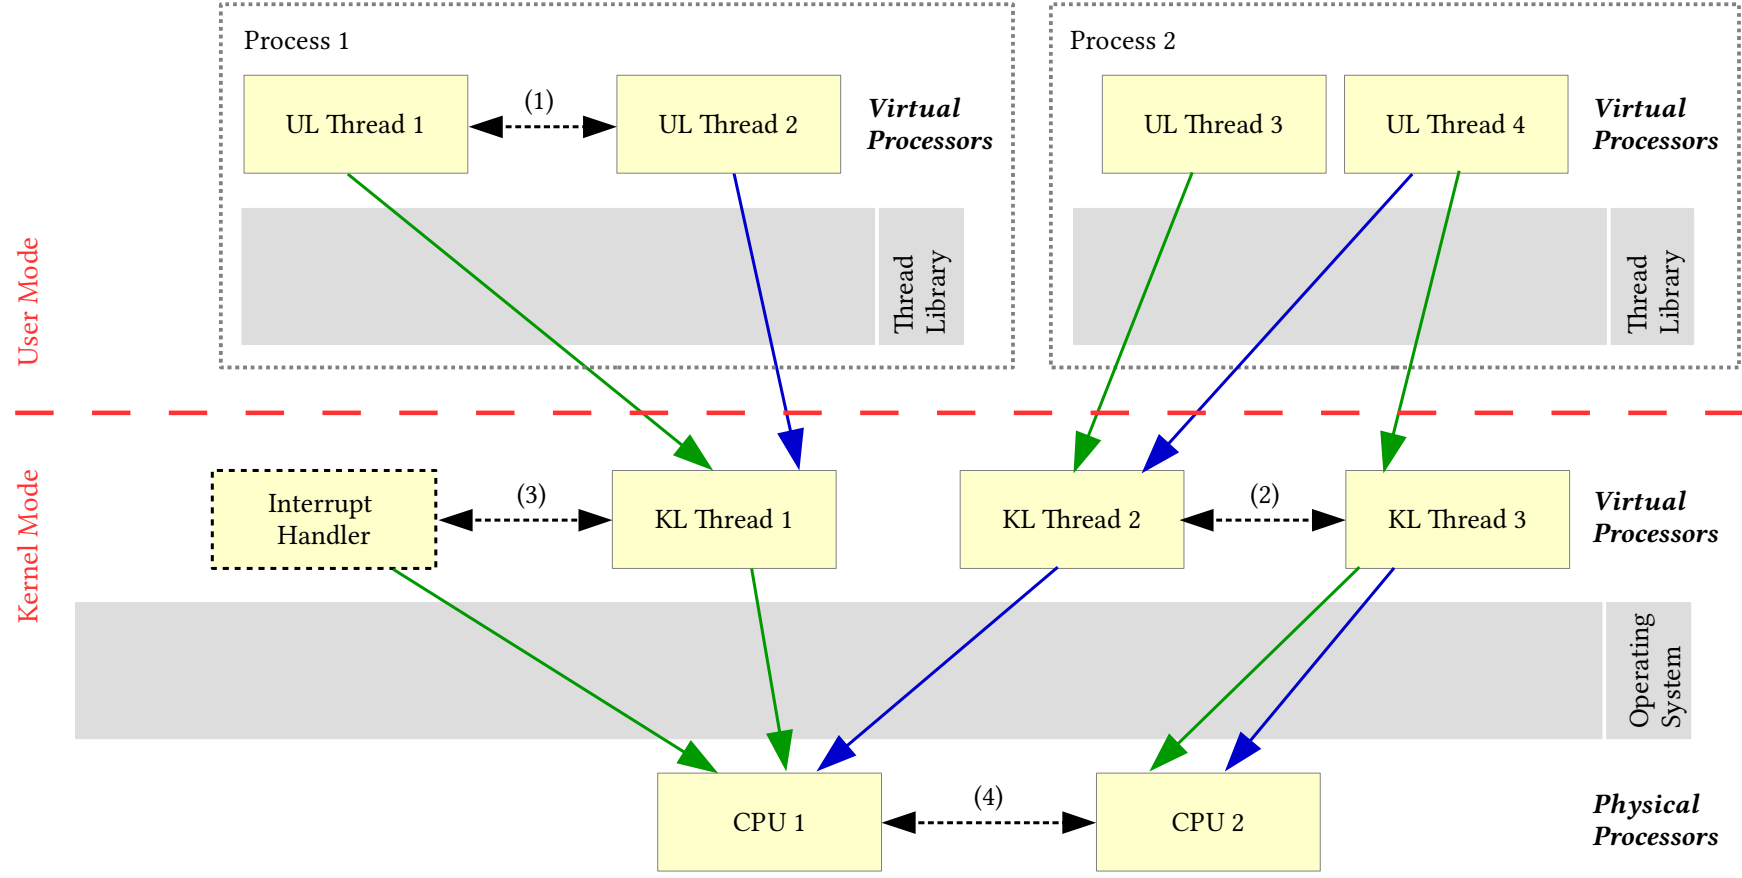 Process 1
Process 2
UL Thread 1
(1)
UL Thread 2
Virtual
Processors
UL Thread 3
UL Thread 4
Virtual
Processors
Thread
Library
Thread
Library
User Mode
Kernel Mode
Interrupt
Handler
(3)
KL Thread 1
KL Thread 2
(2)
KL Thread 3
Virtual
Processors
Operating
System
CPU 1
(4)
CPU 2
Physical
Processors